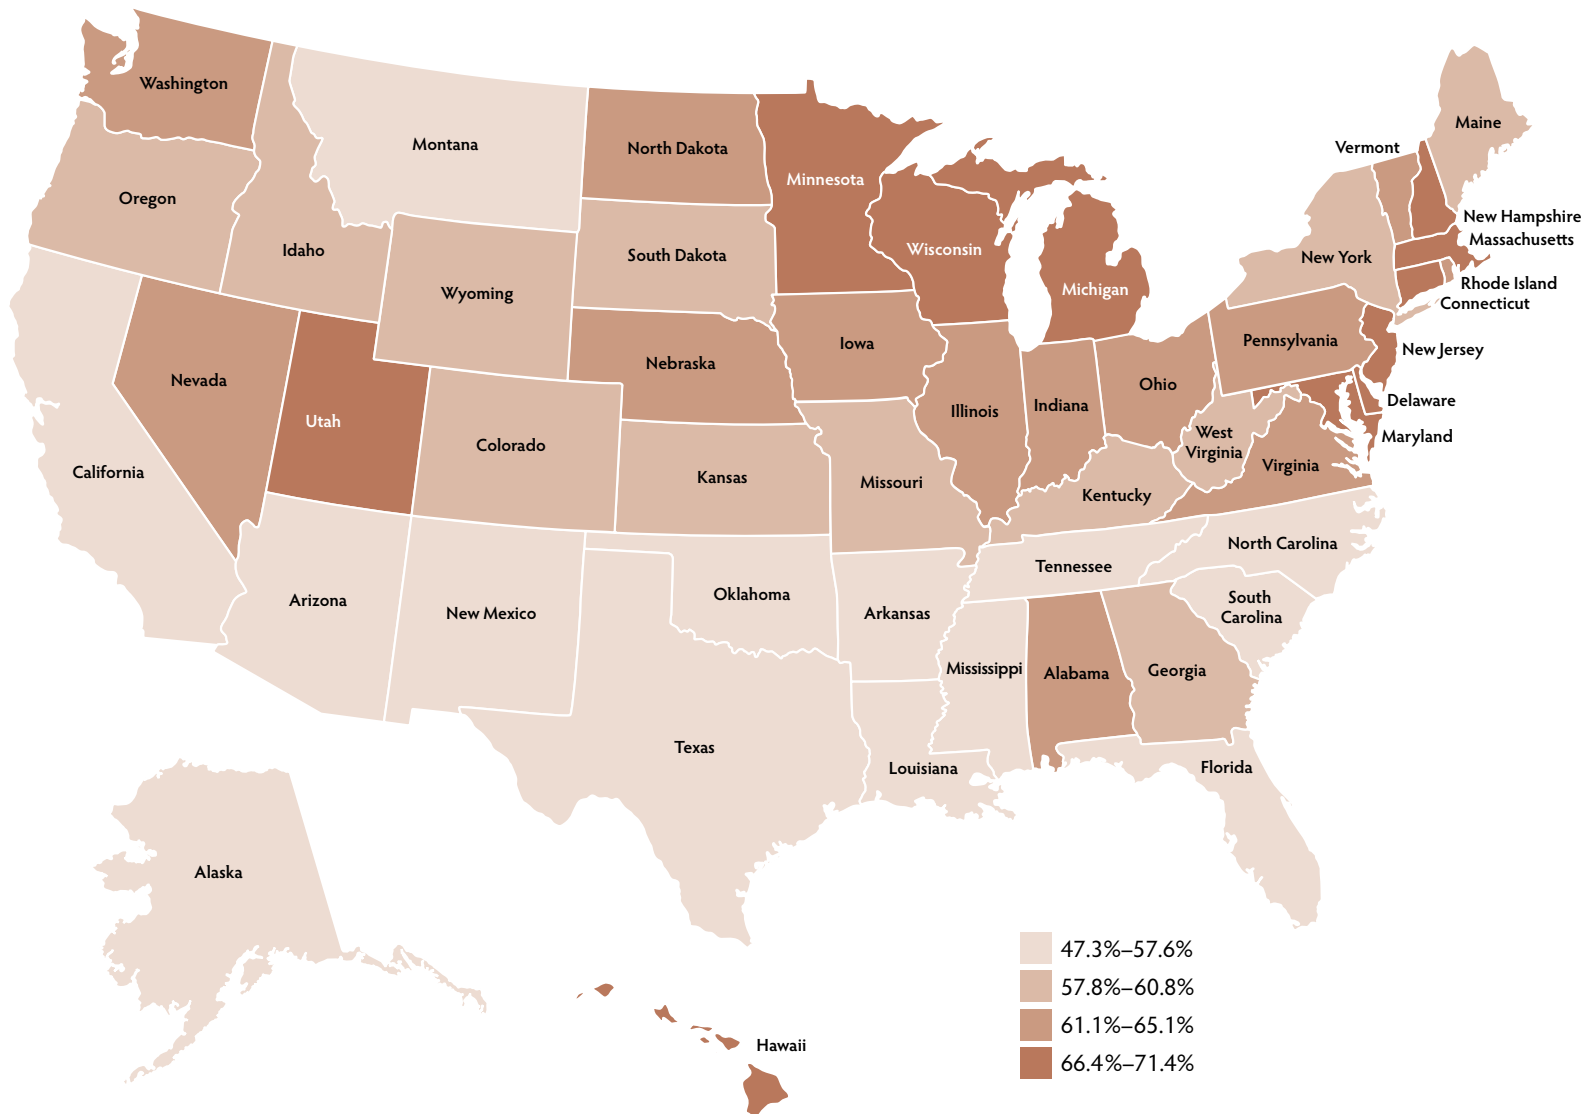 Washington
Montana
North Dakota
Minnesota
Vermont
Maine
Oregon
Idaho
Wyoming
South Dakota
Wisconsin
Michigan
New York
New Hampshire
Massachusetts
Rhode Island
Connecticut
Nevada
Utah
Nebraska
Iowa
Illinois
Indiana
Ohio
Pennsylvania
New Jersey
Delaware
Maryland
California
Colorado
Kansas
Missouri
Kentucky
West
Virginia
Virginia
Arizona
New Mexico
Oklahoma
Arkansas
Tennessee
North Carolina
South
Carolina
Mississippi
Alabama
Georgia
Texas
Louisiana
Florida
Alaska
Hawaii
47.3%–57.6%
57.8%–60.8%
61.1%–65.1%
66.4%–71.4%